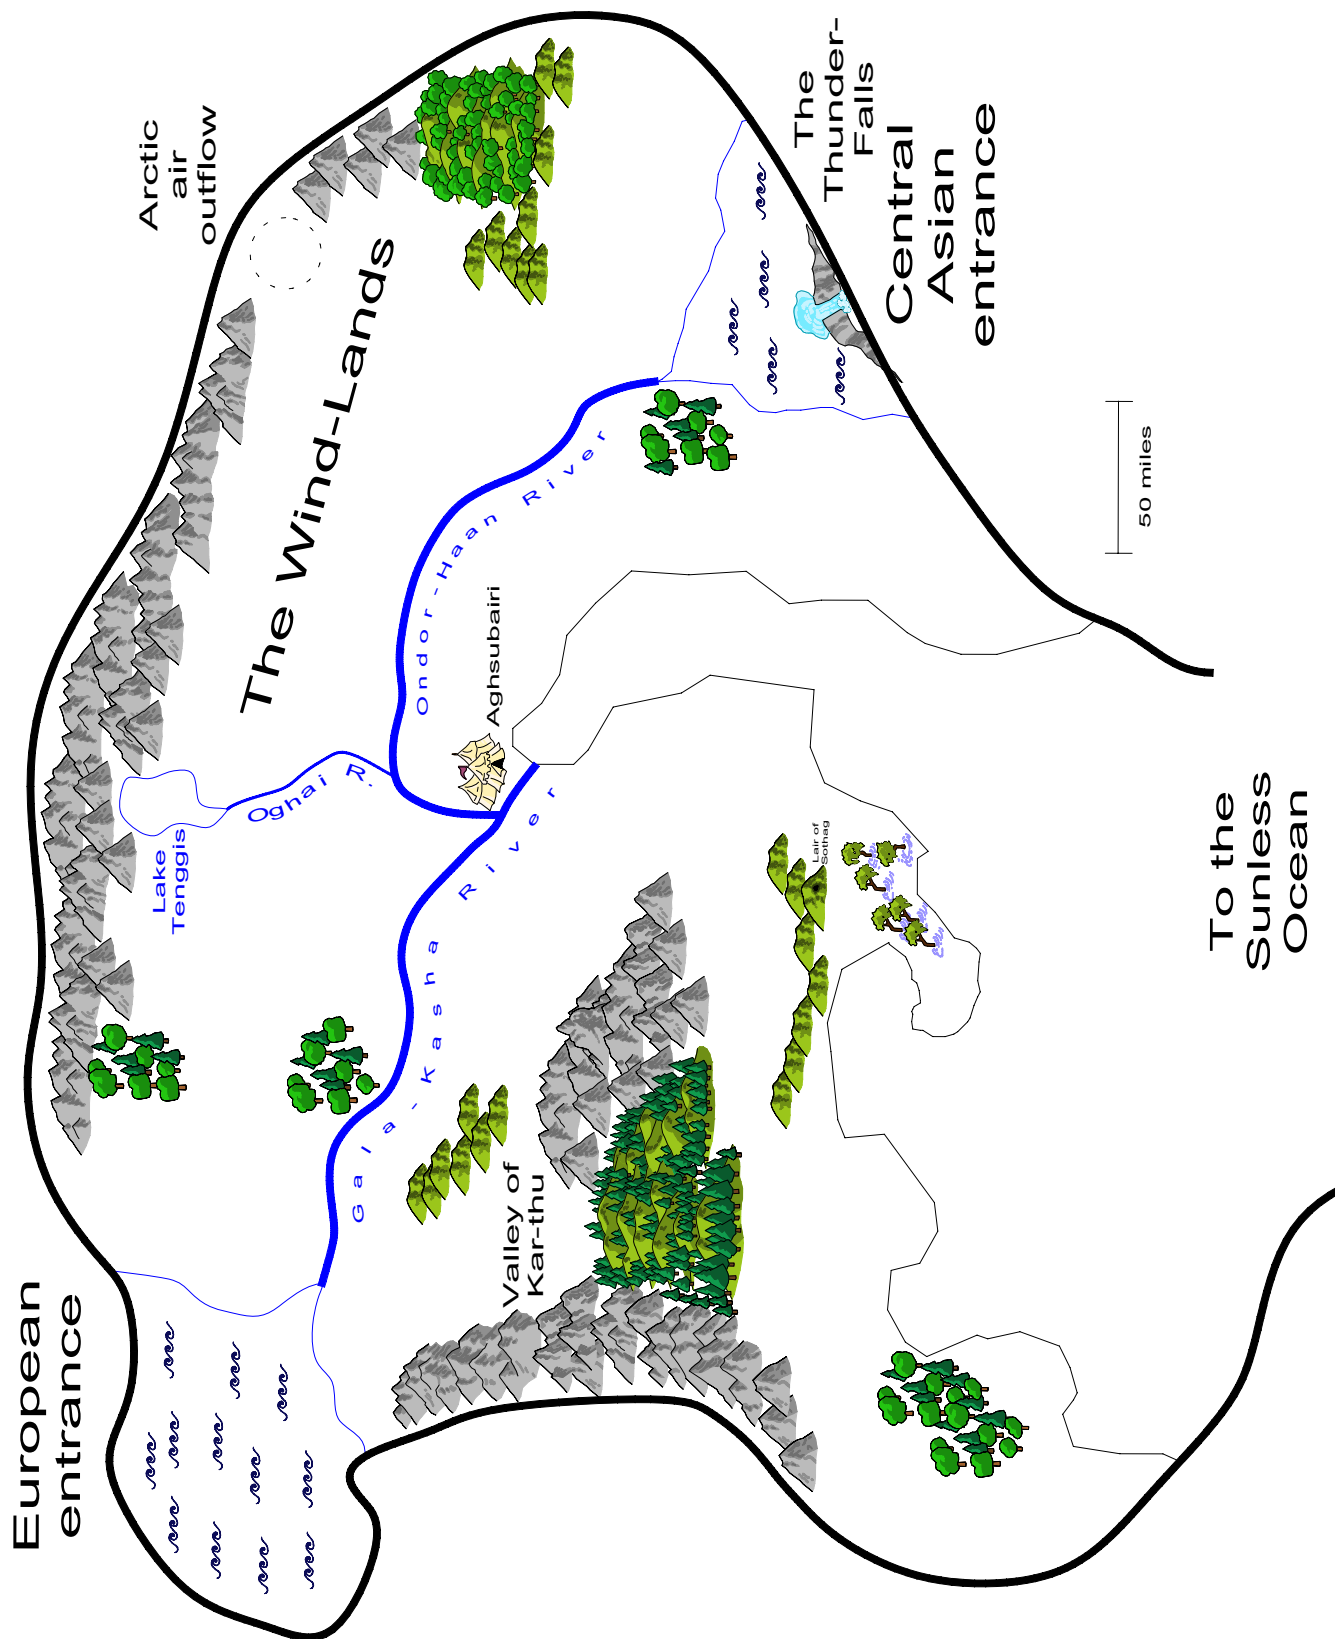 European
entrance
Arctic
air
outflow
The Wind-Lands
Lake
Tenggis
Oghai R.
Ondor-Haan River
Gala-Kasha River
Aghsubairi
Valley of
Kar-thu
Lair of
Sothag
The
Thunder-
Falls
Central
Asian
entrance
50 miles
To the
Sunless
Ocean